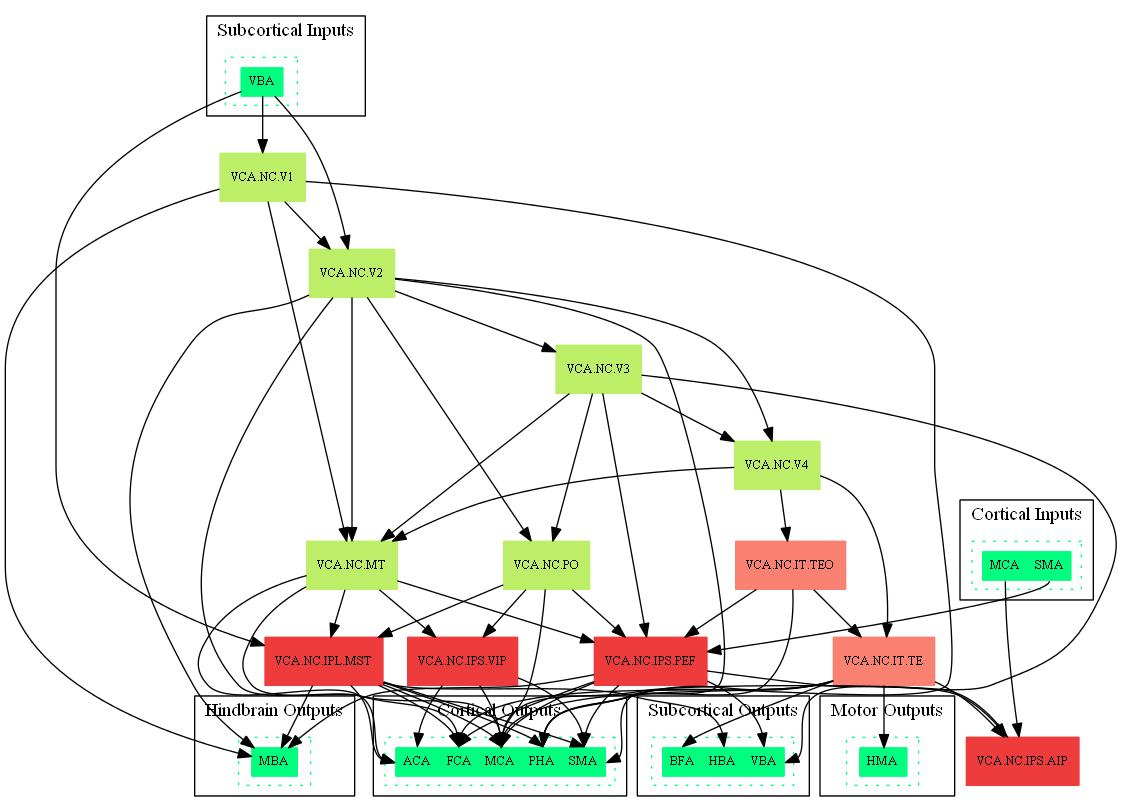 Subcortical Inputs
VBA
VCA.NC.V1
VCA.NC.V2
VCA.NC.V3
VCA.NC.V4
Cortical Inputs
MCA SMA
VCA.NC.MT
VCA.NC.PO
VCA.NC.IT.TEO
VCA.NC.IPL.MST
VCA.NC.IPS.VIP
VCA.NC.IPS.PEF
VCA.NC.IT.TE
Hindbrain Outputs
Cortical Outputs
Subcortical Outputs
Motor Outputs
MBA
ACA FCA MCA PHA SMA
BFA HBA VBA
HMA
VCA.NC.IPS.AIP